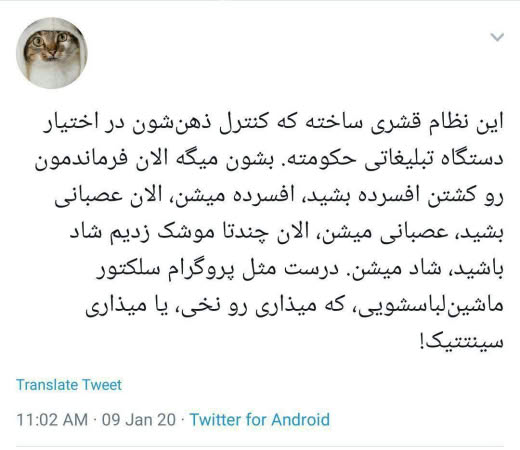 این نظام قشری ساخته که کنترل ذهن‌شون در اختیار
دستگاه تبلیغاتی حکومته. بشون میگه الان فرماندمون
رو کشتن افسرده بشید، افسرده میشن، الان عصبانی
بشید، عصبانی میشن، الان چندتا موشک زدیم شاد
باشید، شاد میشن. درست مثل پروگرام سلکتور
ماشین‌لباسشویی، که میذاری رو نخی، یا میذاری
سینتتیک!
Translate Tweet
11:02 AM · 09 Jan 20 · Twitter for Android